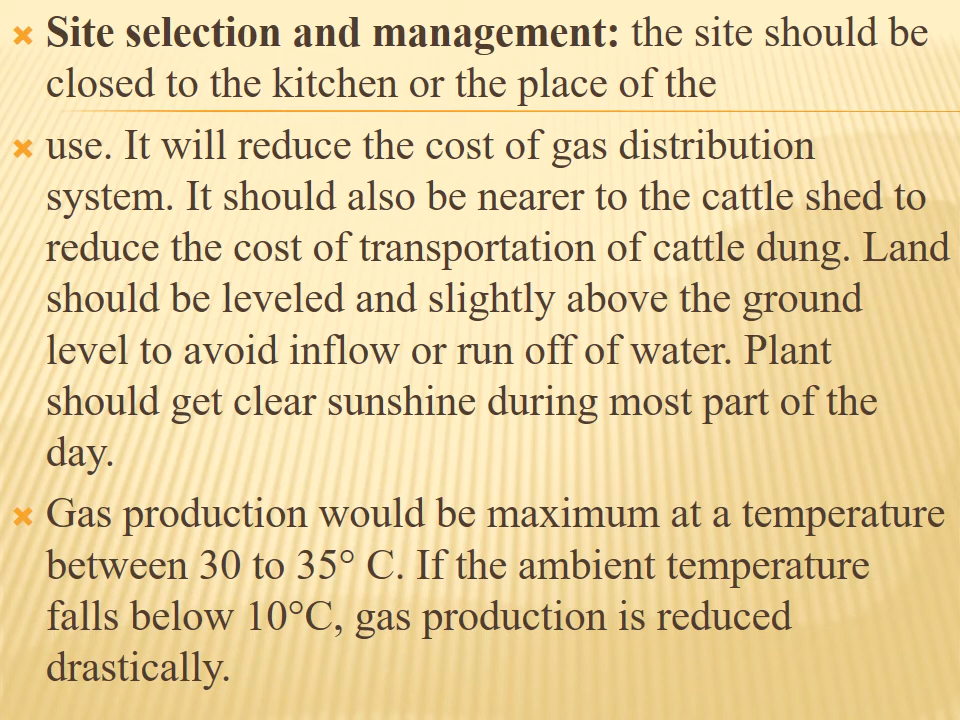 Site selection and management: the site should be
closed to the kitchen or the place of the
use. It will reduce the cost of gas distribution
system. It should also be nearer to the cattle shed to
reduce the cost of transportation of cattle dung. Land
should be leveled and slightly above the ground
level to avoid inflow or run off of water. Plant
should get clear sunshine during most part of the
day.
Gas production would be maximum at a temperature
between 30 to 35° C. If the ambient temperature
falls below 10°C, gas production is reduced
drastically.